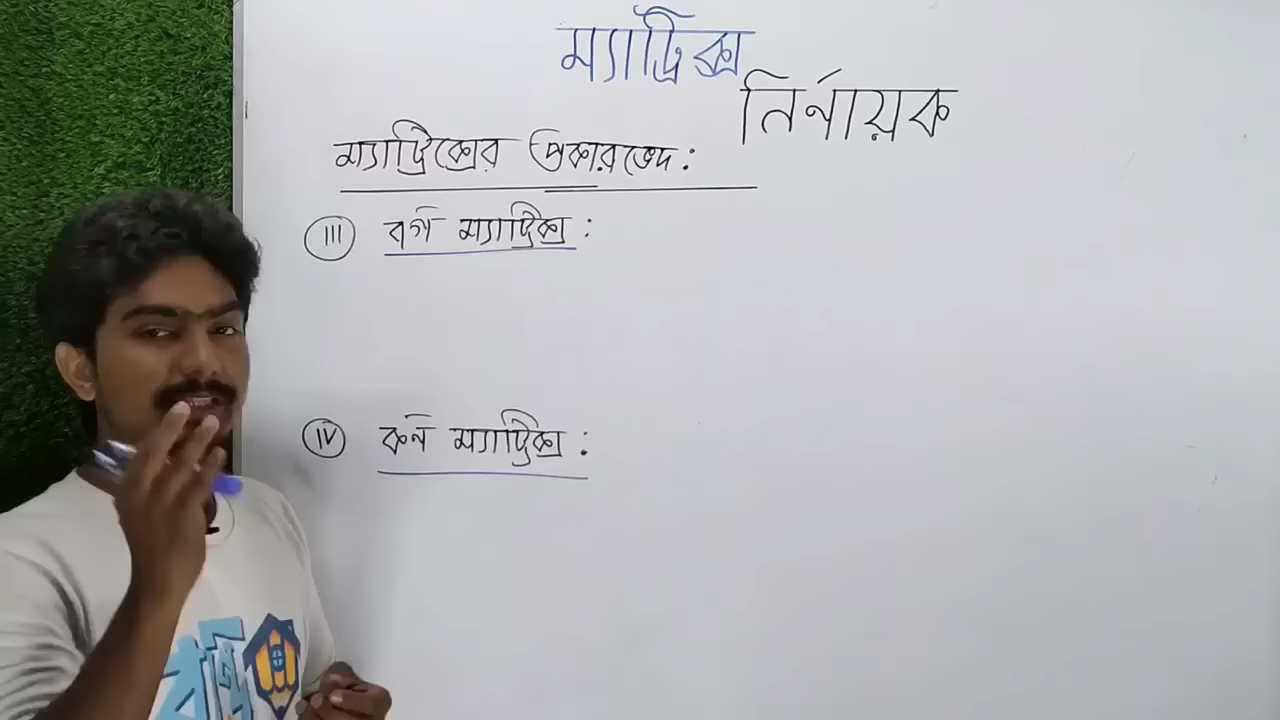 ম্যাট্রিক্স
নির্নায়ক
ম্যাট্রিক্সের প্রকারভেদ:
III বর্গ ম্যাট্রিক্স:
IV কর্ন ম্যাট্রিক্স: